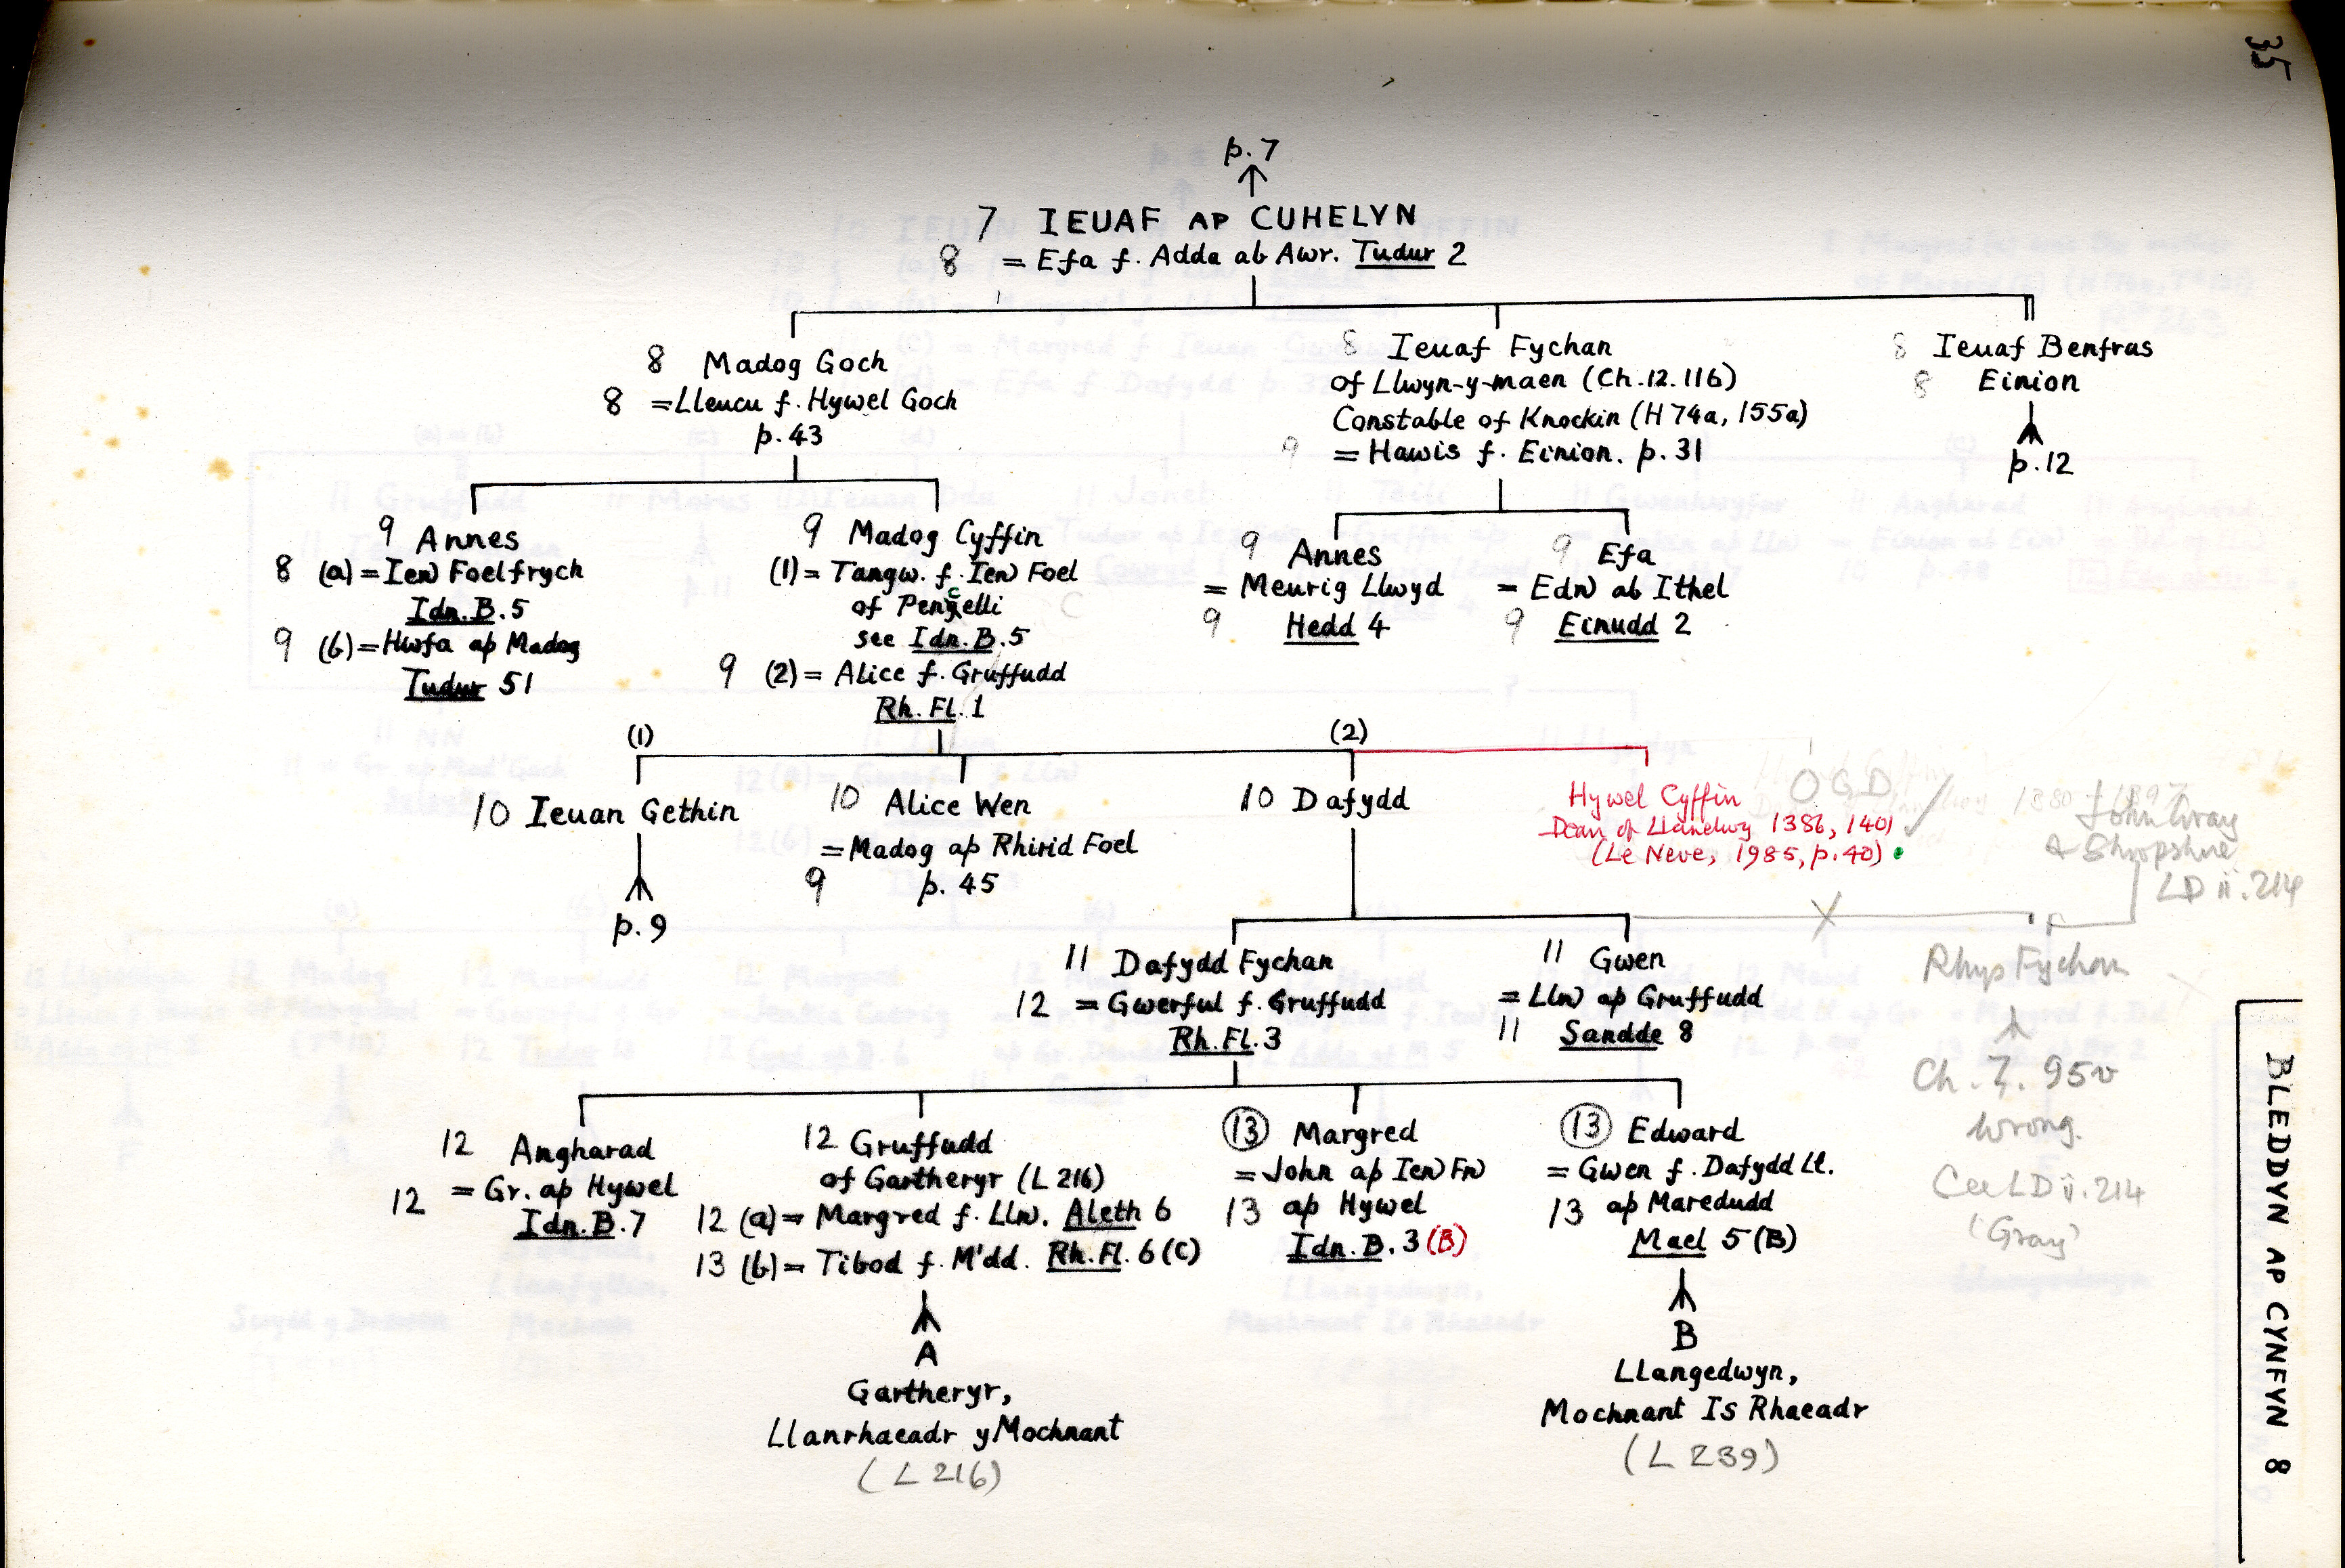 35
p. 7
7 IEUAF AP CUHELYN
8 = Efa f. Adda ab Awr. Tudur 2
8 Madog Goch
8 = Lleucu f. Hywel Goch
p. 43
8 Ieuaf Fychan
of Llwyn-y-maen (Ch. 12. 116)
Constable of Knockin (H 74a, 155a)
9 = Hawis f. Einion. p. 31
8 Ieuaf Benfras
8 Einion
p. 12
9 Annes
8 (a) = Ieu) Foelfrych
Idn. B. 5
9 (b) = Hwfa ap Madog
Tudur 51
9 Madog Cyffin
(1) = Tangw. f. Ieu) Foel
of Pengelli
c
see Idn. B. 5
9 (2) = Alice f. Gruffudd
Rh. Fl. 1
9 Annes
= Meurig Llwyd
9 Hedd 4
9 Efa
= Edn) ab Ithel
9 Einudd 2
C
(1)
(2)
10 Ieuan Gethin
p. 9
10 Alice Wen
= Madog ap Rhirid Foel
9 p. 45
10 Dafydd
Hywel Cyffin
Dean of Llanelwy 1386, 1401
(Le Neve, 1985, p. 40)
O G D
1380 - 1397
John Gray
a Shropshire
LD ii. 214
11 Dafydd Fychan
12 = Gwerful f. Gruffudd
Rh. Fl. 3
11 Gwen
= Lln) ap Gruffudd
11 Sandde 8
X
Rhys Fychan
Ch. 7. 95v
wrong.
LD ii. 214
(Gray)
12 Angharad
= Gr. ap Hywel
12 Idn. B. 7
12 Gruffudd
of Gartheryr (L 216)
12 (a) = Margred f. Lln). Aleth 6
13 (b) = Tibod f. M'dd. Rh. Fl. 6 (C)
A
Gartheryr,
Llanrhaeadr y Mochnant
(L 216)
13 Margred
= John ap Ieu) Fn)
13 ap Hywel
Idn. B. 3 (B)
13 Edward
= Gwen f. Dafydd Ll.
13 ap Maredudd
Mael 5 (B)
B
Llangedwyn,
Mochnant Is Rhaeadr
(L 239)
BLEDDYN AP CYNFYN 8